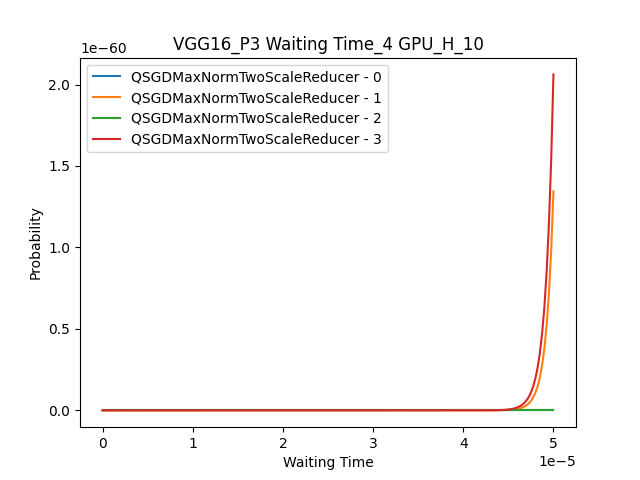 VGG16_P3 Waiting Time_4 GPU_H_10
1e−60
QSGDMaxNormTwoScaleReducer - 0
QSGDMaxNormTwoScaleReducer - 1
QSGDMaxNormTwoScaleReducer - 2
QSGDMaxNormTwoScaleReducer - 3
2.0
1.5
1.0
0.5
0.0
Probability
0 1 2 3 4 5
1e−5
Waiting Time